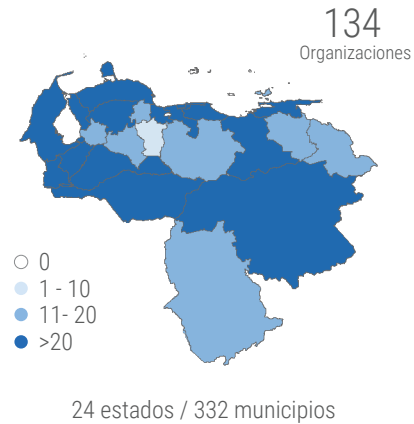 134
Organizaciones
0
1 - 10
11- 20
>20
24 estados / 332 municipios